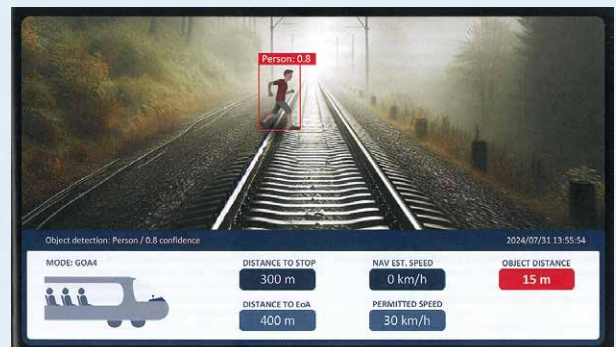 Person: 0.8
Object detection: Person / 0.8 confidence
2024/07/31 13:55:54
MODE: GOA4
DISTANCE TO STOP
300 m
NAV EST. SPEED
0 km/h
OBJECT DISTANCE
15 m
DISTANCE TO EoA
400 m
PERMITTED SPEED
30 km/h